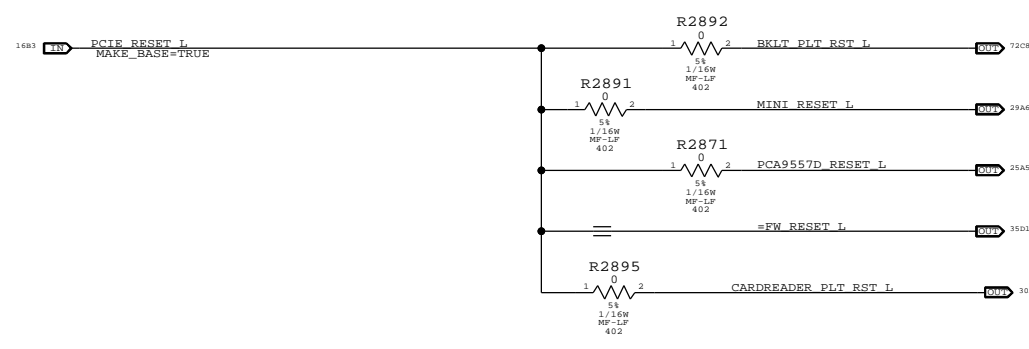 R2892
16B3 IN PCIE_RESET_L 1 0 2 BKLT_PLT_RST_L OUT 72C8
MAKE_BASE=TRUE
5%
1/16W
MF-LF
402
R2891
0
1 2 MINI_RESET_L OUT 29A6
5%
1/16W
MF-LF
402
R2871
0
1 2 PCA9557D_RESET_L OUT 25A5
5%
1/16W
MF-LF
402
=FW_RESET_L OUT 35D1
R2895
0
1 2 CARDREADER_PLT_RST_L OUT 30
5%
1/16W
MF-LF
402